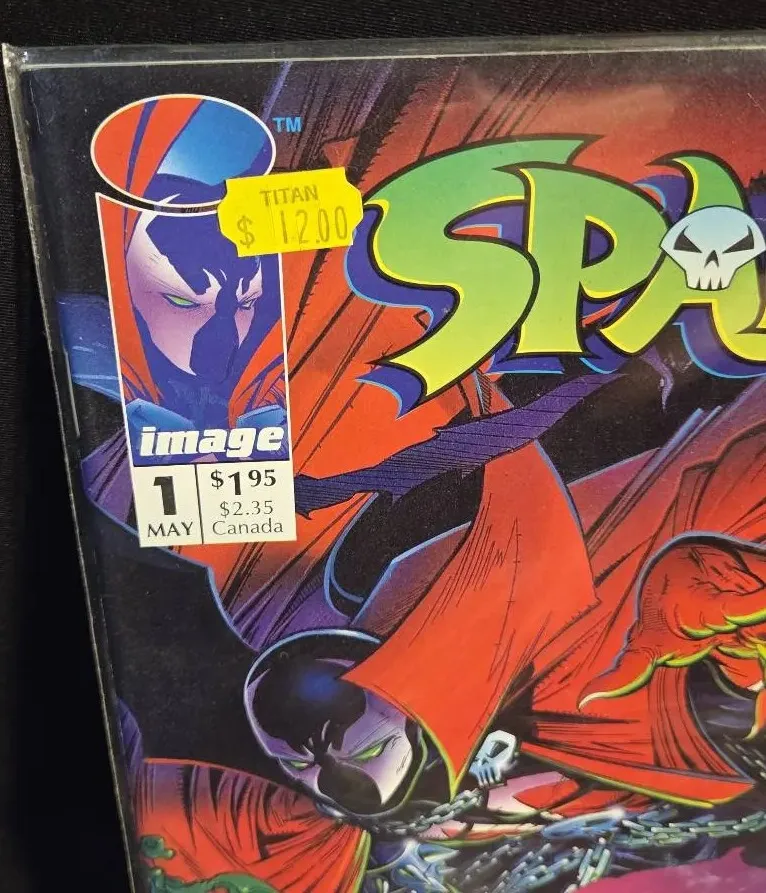 TM
TITAN
$ 12.00
SPA
image
1
MAY
$1.95
$2.35
Canada